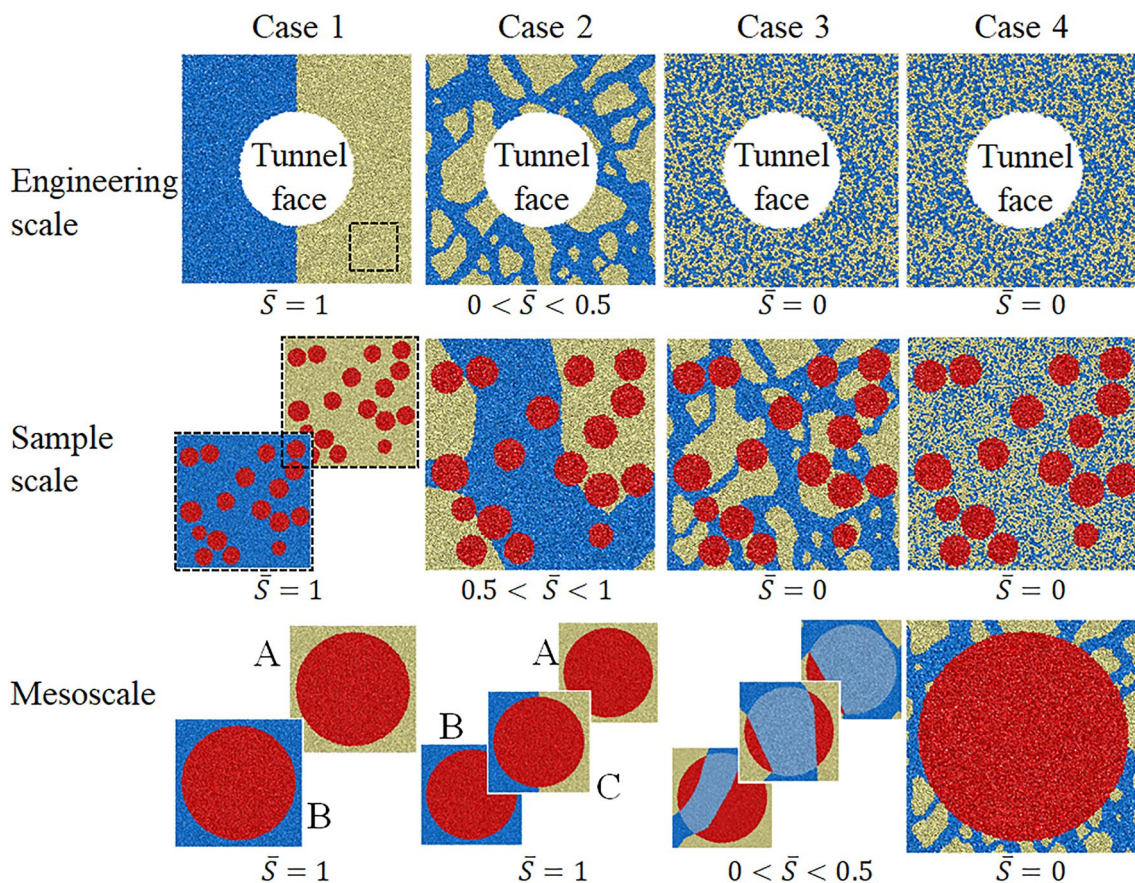 Case 1
Case 2
Case 3
Case 4
Engineering
scale
Tunnel
face
Tunnel
face
Tunnel
face
Tunnel
face
S̄ = 1
0 < S̄ < 0.5
S̄ = 0
S̄ = 0
Sample
scale
S̄ = 1
0.5 < S̄ < 1
S̄ = 0
S̄ = 0
Mesoscale
A
B
A
B
C
S̄ = 1
S̄ = 1
0 < S̄ < 0.5
S̄ = 0